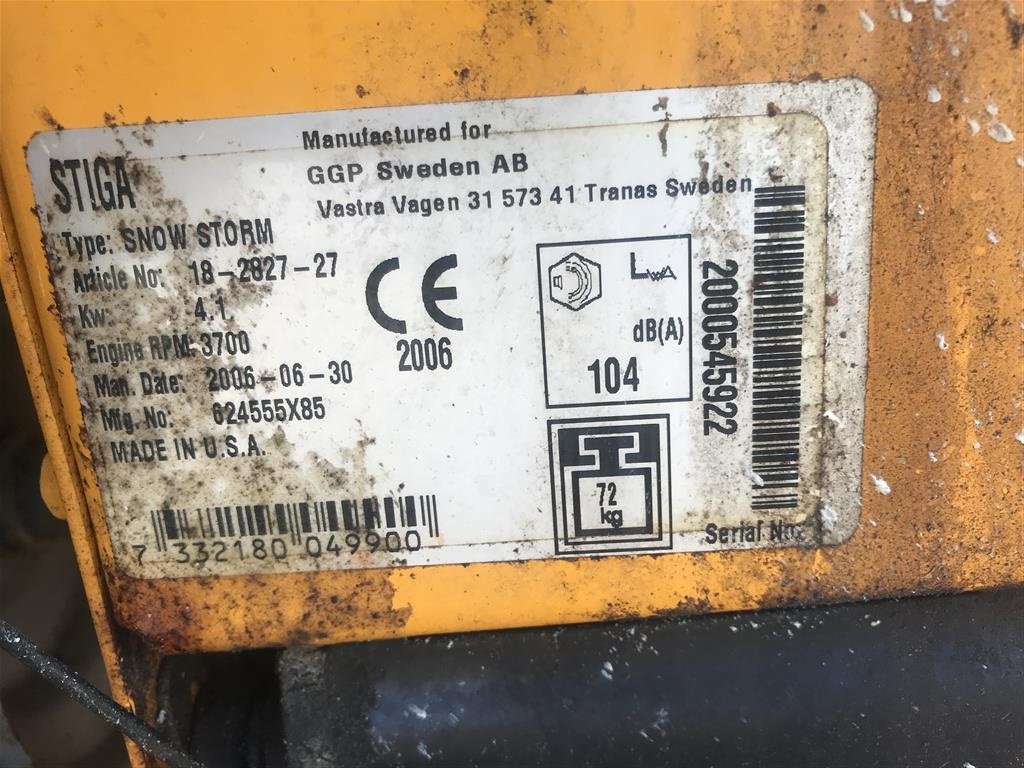 STIGA
Manufactured for
GGP Sweden AB
Vastra Vagen 31 573 41 Tranas Sweden
Type: SNOW STORM
Article No: 18-2827-27
Kw: 4.1
Engine RPM: 3700
Man. Date: 2006-06-30
Mfg. No: 624555X85
MADE IN U.S.A.
CE
2006
LWA
dB(A)
104
72
kg
2000545922
Serial No:
7 332180 049900